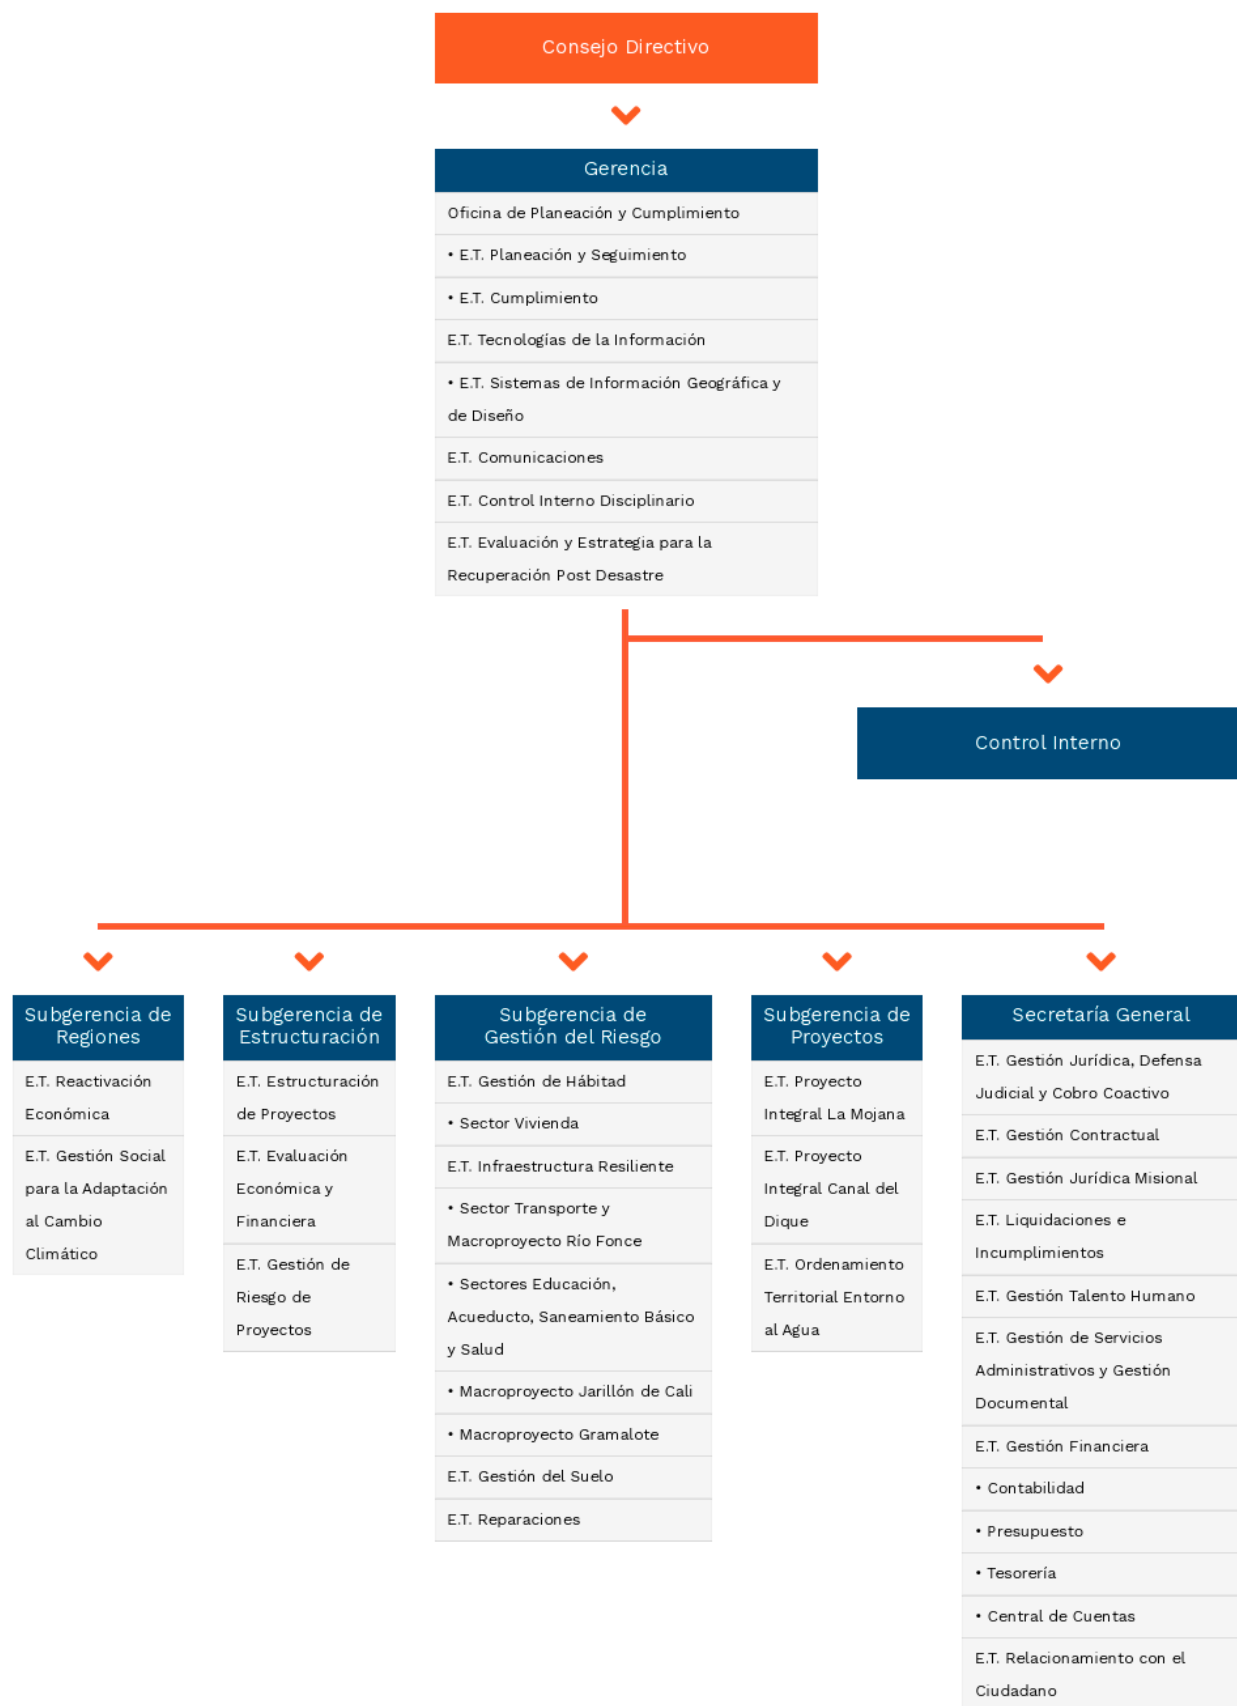 Consejo Directivo
Gerencia
Oficina de Planeación y Cumplimiento
• E.T. Planeación y Seguimiento
• E.T. Cumplimiento
E.T. Tecnologías de la Información
• E.T. Sistemas de Información Geográfica y
de Diseño
E.T. Comunicaciones
E.T. Control Interno Disciplinario
E.T. Evaluación y Estrategia para la
Recuperación Post Desastre
Control Interno
Subgerencia de
Regiones
E.T. Reactivación
Económica
E.T. Gestión Social
para la Adaptación
al Cambio
Climático
Subgerencia de
Estructuración
E.T. Estructuración
de Proyectos
E.T. Evaluación
Económica y
Financiera
E.T. Gestión de
Riesgo de
Proyectos
Subgerencia de
Gestión del Riesgo
E.T. Gestión de Hábitad
• Sector Vivienda
E.T. Infraestructura Resiliente
• Sector Transporte y
Macroproyecto Río Fonce
• Sectores Educación,
Acueducto, Saneamiento Básico
y Salud
• Macroproyecto Jarillón de Cali
• Macroproyecto Gramalote
E.T. Gestión del Suelo
E.T. Reparaciones
Subgerencia de
Proyectos
E.T. Proyecto
Integral La Mojana
E.T. Proyecto
Integral Canal del
Dique
E.T. Ordenamiento
Territorial Entorno
al Agua
Secretaría General
E.T. Gestión Jurídica, Defensa
Judicial y Cobro Coactivo
E.T. Gestión Contractual
E.T. Gestión Jurídica Misional
E.T. Liquidaciones e
Incumplimientos
E.T. Gestión Talento Humano
E.T. Gestión de Servicios
Administrativos y Gestión
Documental
E.T. Gestión Financiera
• Contabilidad
• Presupuesto
• Tesorería
• Central de Cuentas
E.T. Relacionamiento con el
Ciudadano